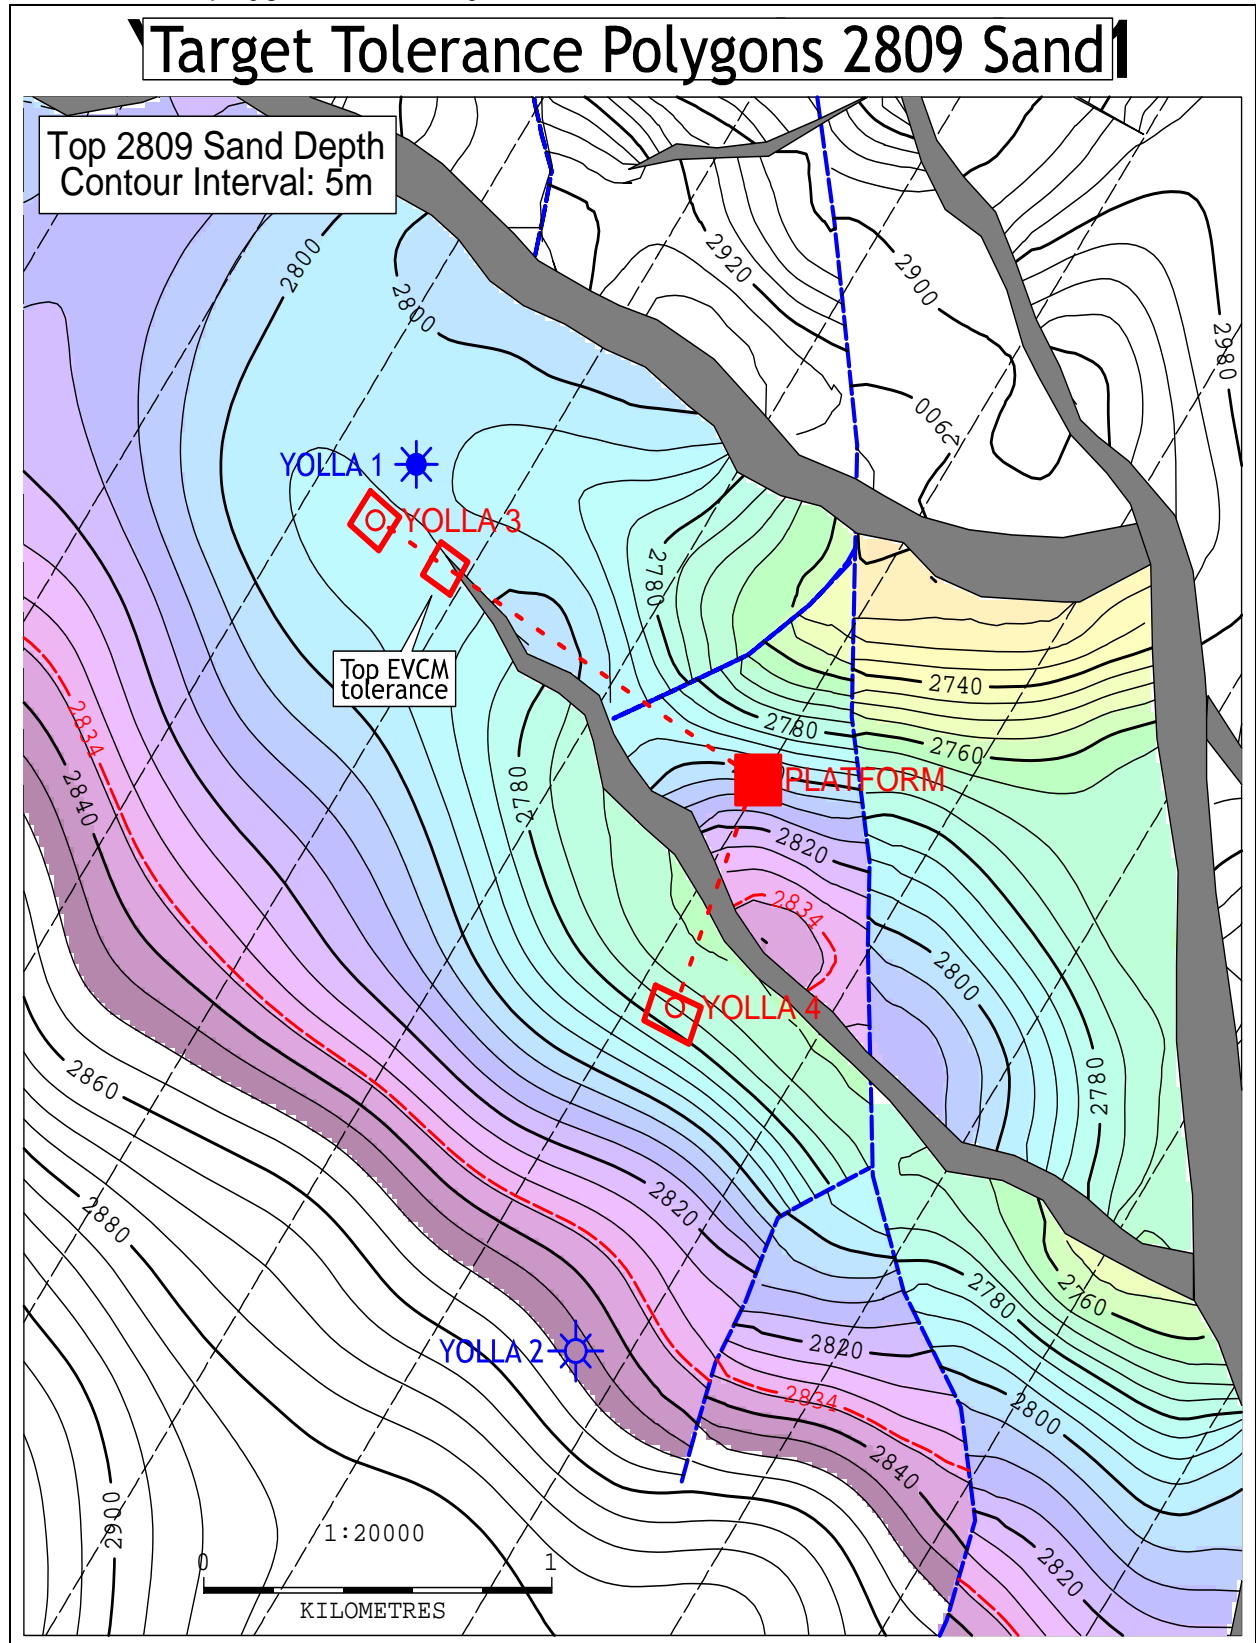 Target Tolerance Polygons 2809 Sand
Top 2809 Sand Depth
Contour Interval: 5m
2800
2800
2920
2900
2980
2900
YOLLA 1
YOLLA 3
2780
Top EVCM
tolerance
2740
2834
2780
2760
2780
PLATFORM
2840
2820
2834
2800
YOLLA 4
2860
2780
2820
2880
2780
2760
YOLLA 2
2820
2834
2800
2840
2900
1:20000
0
1
2820
KILOMETRES